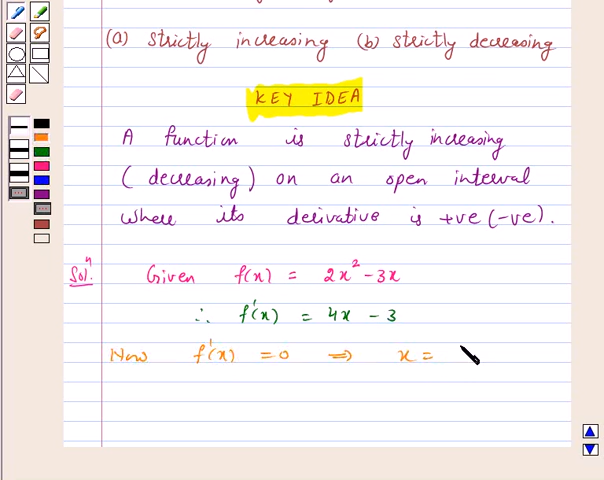 (a) strictly increasing (b) strictly decreasing
KEY IDEA
A function is strictly increasing
(decreasing) on an open interval
where its derivative is +ve (-ve).
Solⁿ. Given f(x) = 2x² - 3x
∴ f'(x) = 4x - 3
Now f'(x) = 0 ⇒ x =